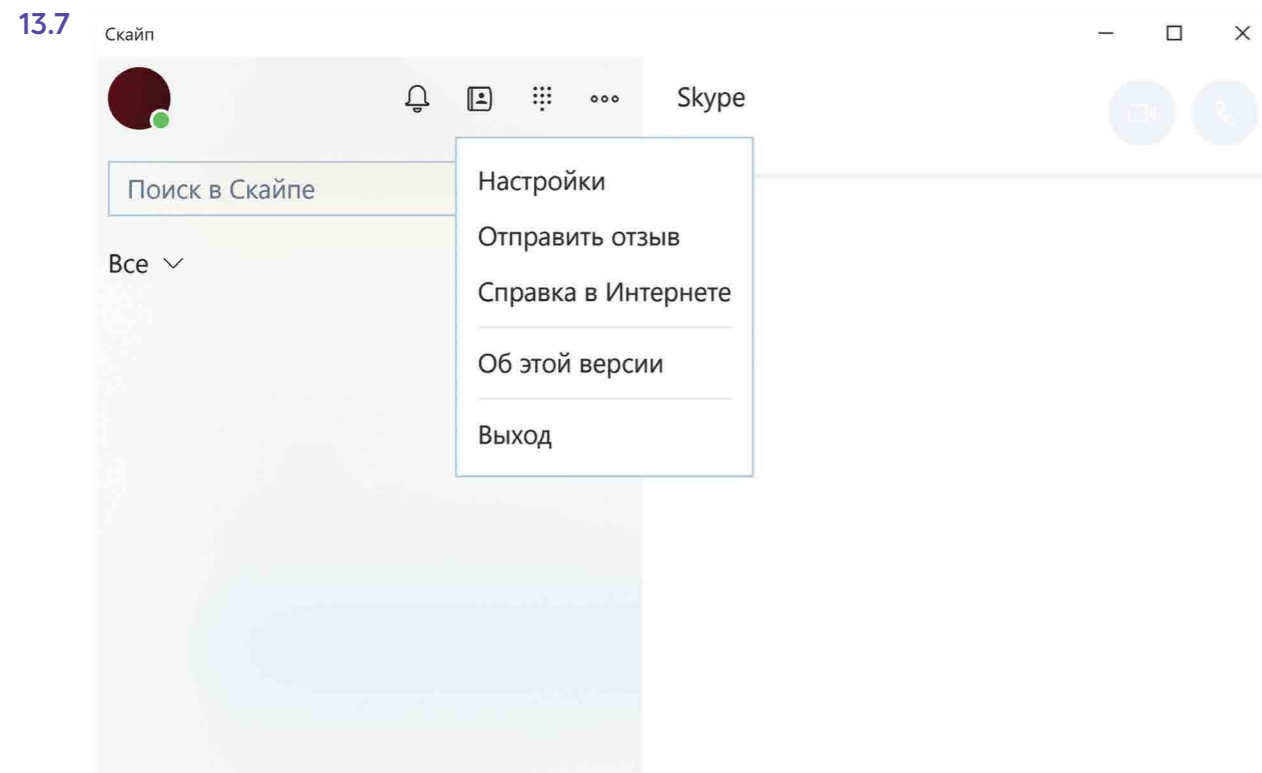 13.7
Скайп
Skype
Поиск в Скайпе
Все
Настройки
Отправить отзыв
Справка в Интернете
Об этой версии
Выход